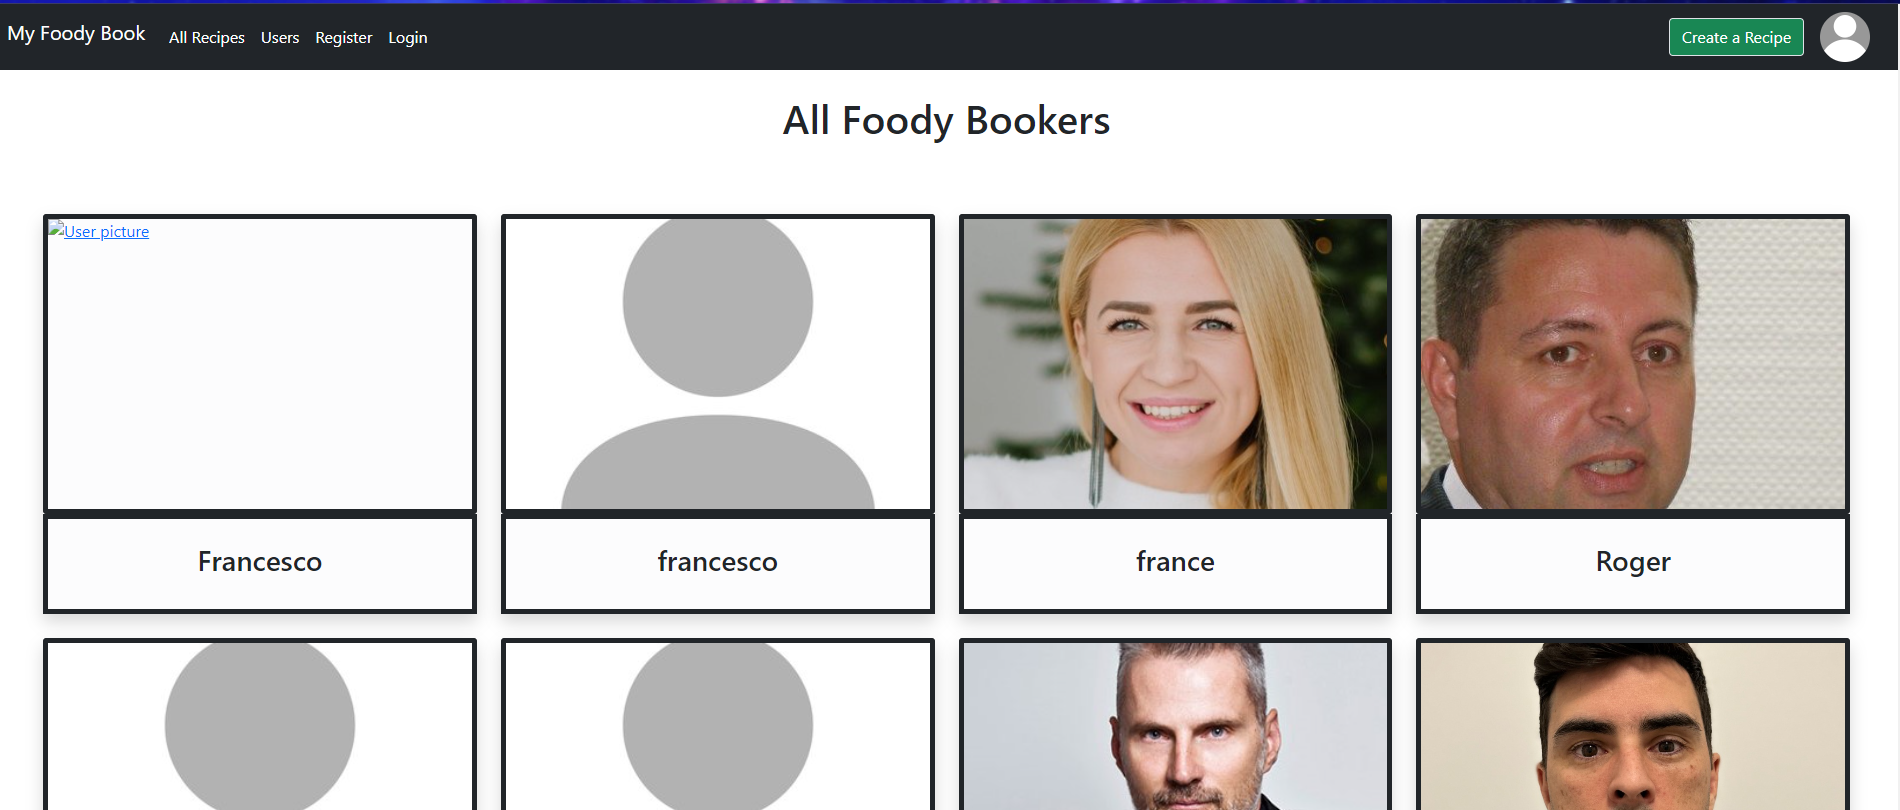 My Foody Book
All Recipes
Users
Register
Login
Create a Recipe
All Foody Bookers
User picture
Francesco
francesco
france
Roger